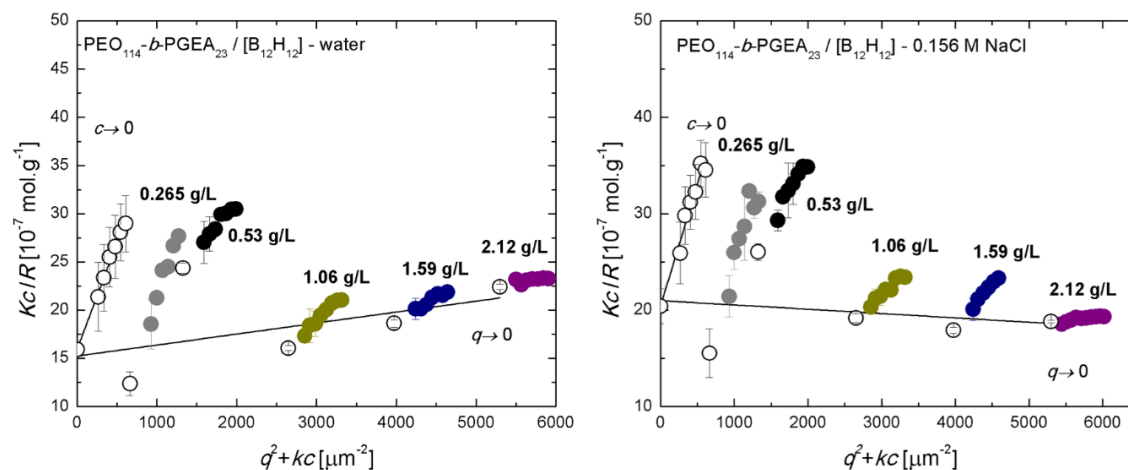 PEO₁₁₄-b-PGEA₂₃ / [B₁₂H₁₂] - water
c→ 0
0.265 g/L
0.53 g/L
1.06 g/L
1.59 g/L
2.12 g/L
q→ 0
Kc/R [10⁻⁷ mol.g⁻¹]
50
45
40
35
30
25
20
15
10
0 1000 2000 3000 4000 5000 6000
q²+kc [μm⁻²]
PEO₁₁₄-b-PGEA₂₃ / [B₁₂H₁₂] - 0.156 M NaCl
c→ 0
0.265 g/L
0.53 g/L
1.06 g/L
1.59 g/L
2.12 g/L
q→ 0
Kc/R [10⁻⁷ mol.g⁻¹]
50
45
40
35
30
25
20
15
10
0 1000 2000 3000 4000 5000 6000
q²+kc [μm⁻²]